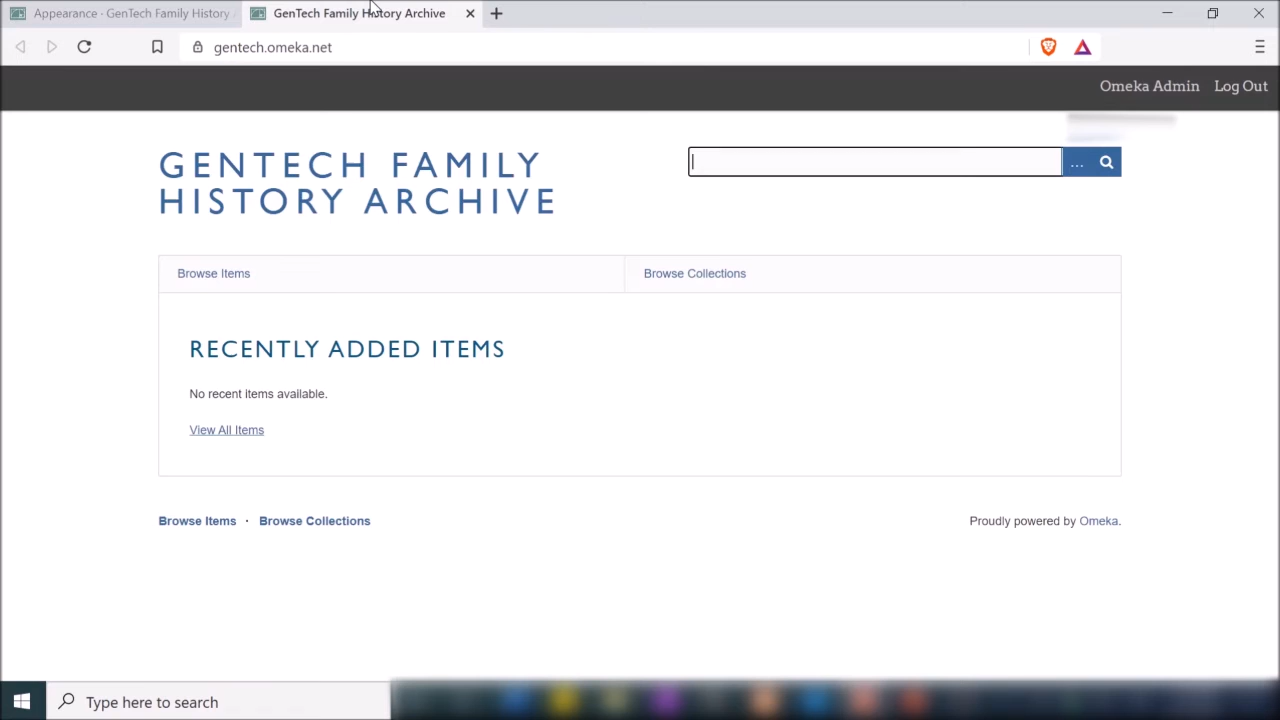 Appearance · GenTech Family History
GenTech Family History Archive
gentech.omeka.net
Omeka Admin Log Out
GENTECH FAMILY
HISTORY ARCHIVE
...
Browse Items
Browse Collections
RECENTLY ADDED ITEMS
No recent items available.
View All Items
Browse Items · Browse Collections
Proudly powered by Omeka.
Type here to search